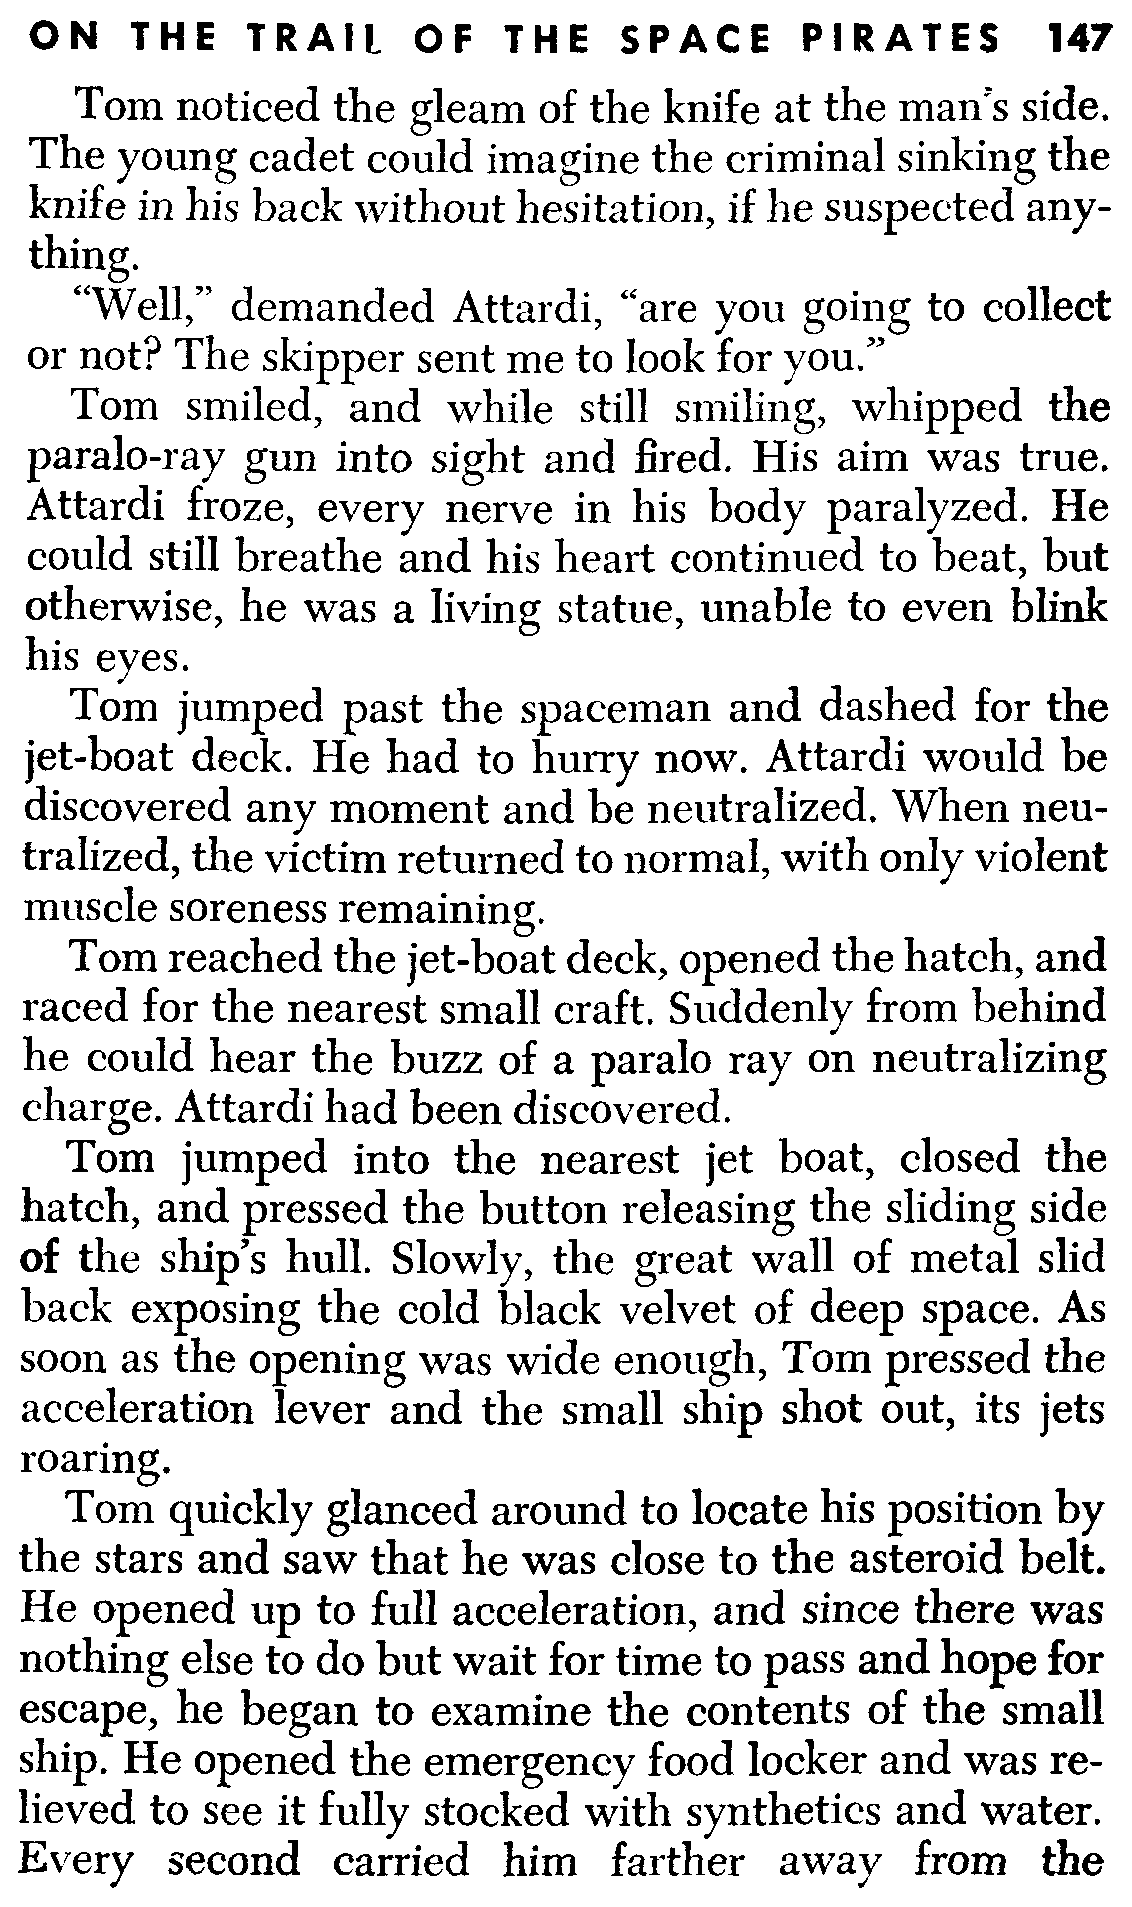 ON THE TRAIL OF THE SPACE PIRATES 147
Tom noticed the gleam of the knife at the man's side.
The young cadet could imagine the criminal sinking the
knife in his back without hesitation, if he suspected any-
thing.
"Well," demanded Attardi, "are you going to collect
or not? The skipper sent me to look for you."
Tom smiled, and while still smiling, whipped the
paralo-ray gun into sight and fired. His aim was true.
Attardi froze, every nerve in his body paralyzed. He
could still breathe and his heart continued to beat, but
otherwise, he was a living statue, unable to even blink
his eyes.
Tom jumped past the spaceman and dashed for the
jet-boat deck. He had to hurry now. Attardi would be
discovered any moment and be neutralized. When neu-
tralized, the victim returned to normal, with only violent
muscle soreness remaining.
Tom reached the jet-boat deck, opened the hatch, and
raced for the nearest small craft. Suddenly from behind
he could hear the buzz of a paralo ray on neutralizing
charge. Attardi had been discovered.
Tom jumped into the nearest jet boat, closed the
hatch, and pressed the button releasing the sliding side
of the ship's hull. Slowly, the great wall of metal slid
back exposing the cold black velvet of deep space. As
soon as the opening was wide enough, Tom pressed the
acceleration lever and the small ship shot out, its jets
roaring.
Tom quickly glanced around to locate his position by
the stars and saw that he was close to the asteroid belt.
He opened up to full acceleration, and since there was
nothing else to do but wait for time to pass and hope for
escape, he began to examine the contents of the small
ship. He opened the emergency food locker and was re-
lieved to see it fully stocked with synthetics and water.
Every second carried him farther away from the